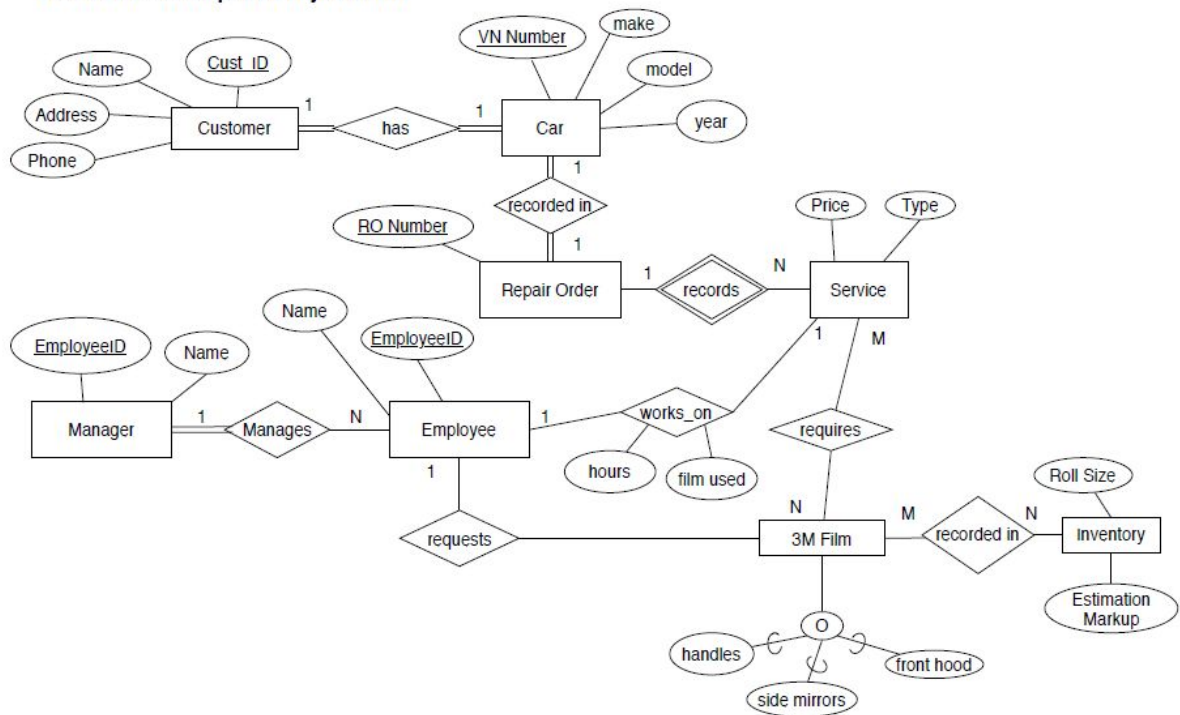 make
VN Number
Name
Cust_ID
model
Address
1
1
Customer
has
Car
year
Phone
1
recorded in
Price
Type
RO Number
1
1
N
Repair Order
records
Service
Name
EmployeeID
EmployeeID
Name
1
M
1
N
1
works_on
Manager
Manages
Employee
requires
1
hours
film used
Roll Size
N
M
N
requests
3M Film
recorded in
Inventory
Estimation
Markup
O
handles
front hood
side mirrors